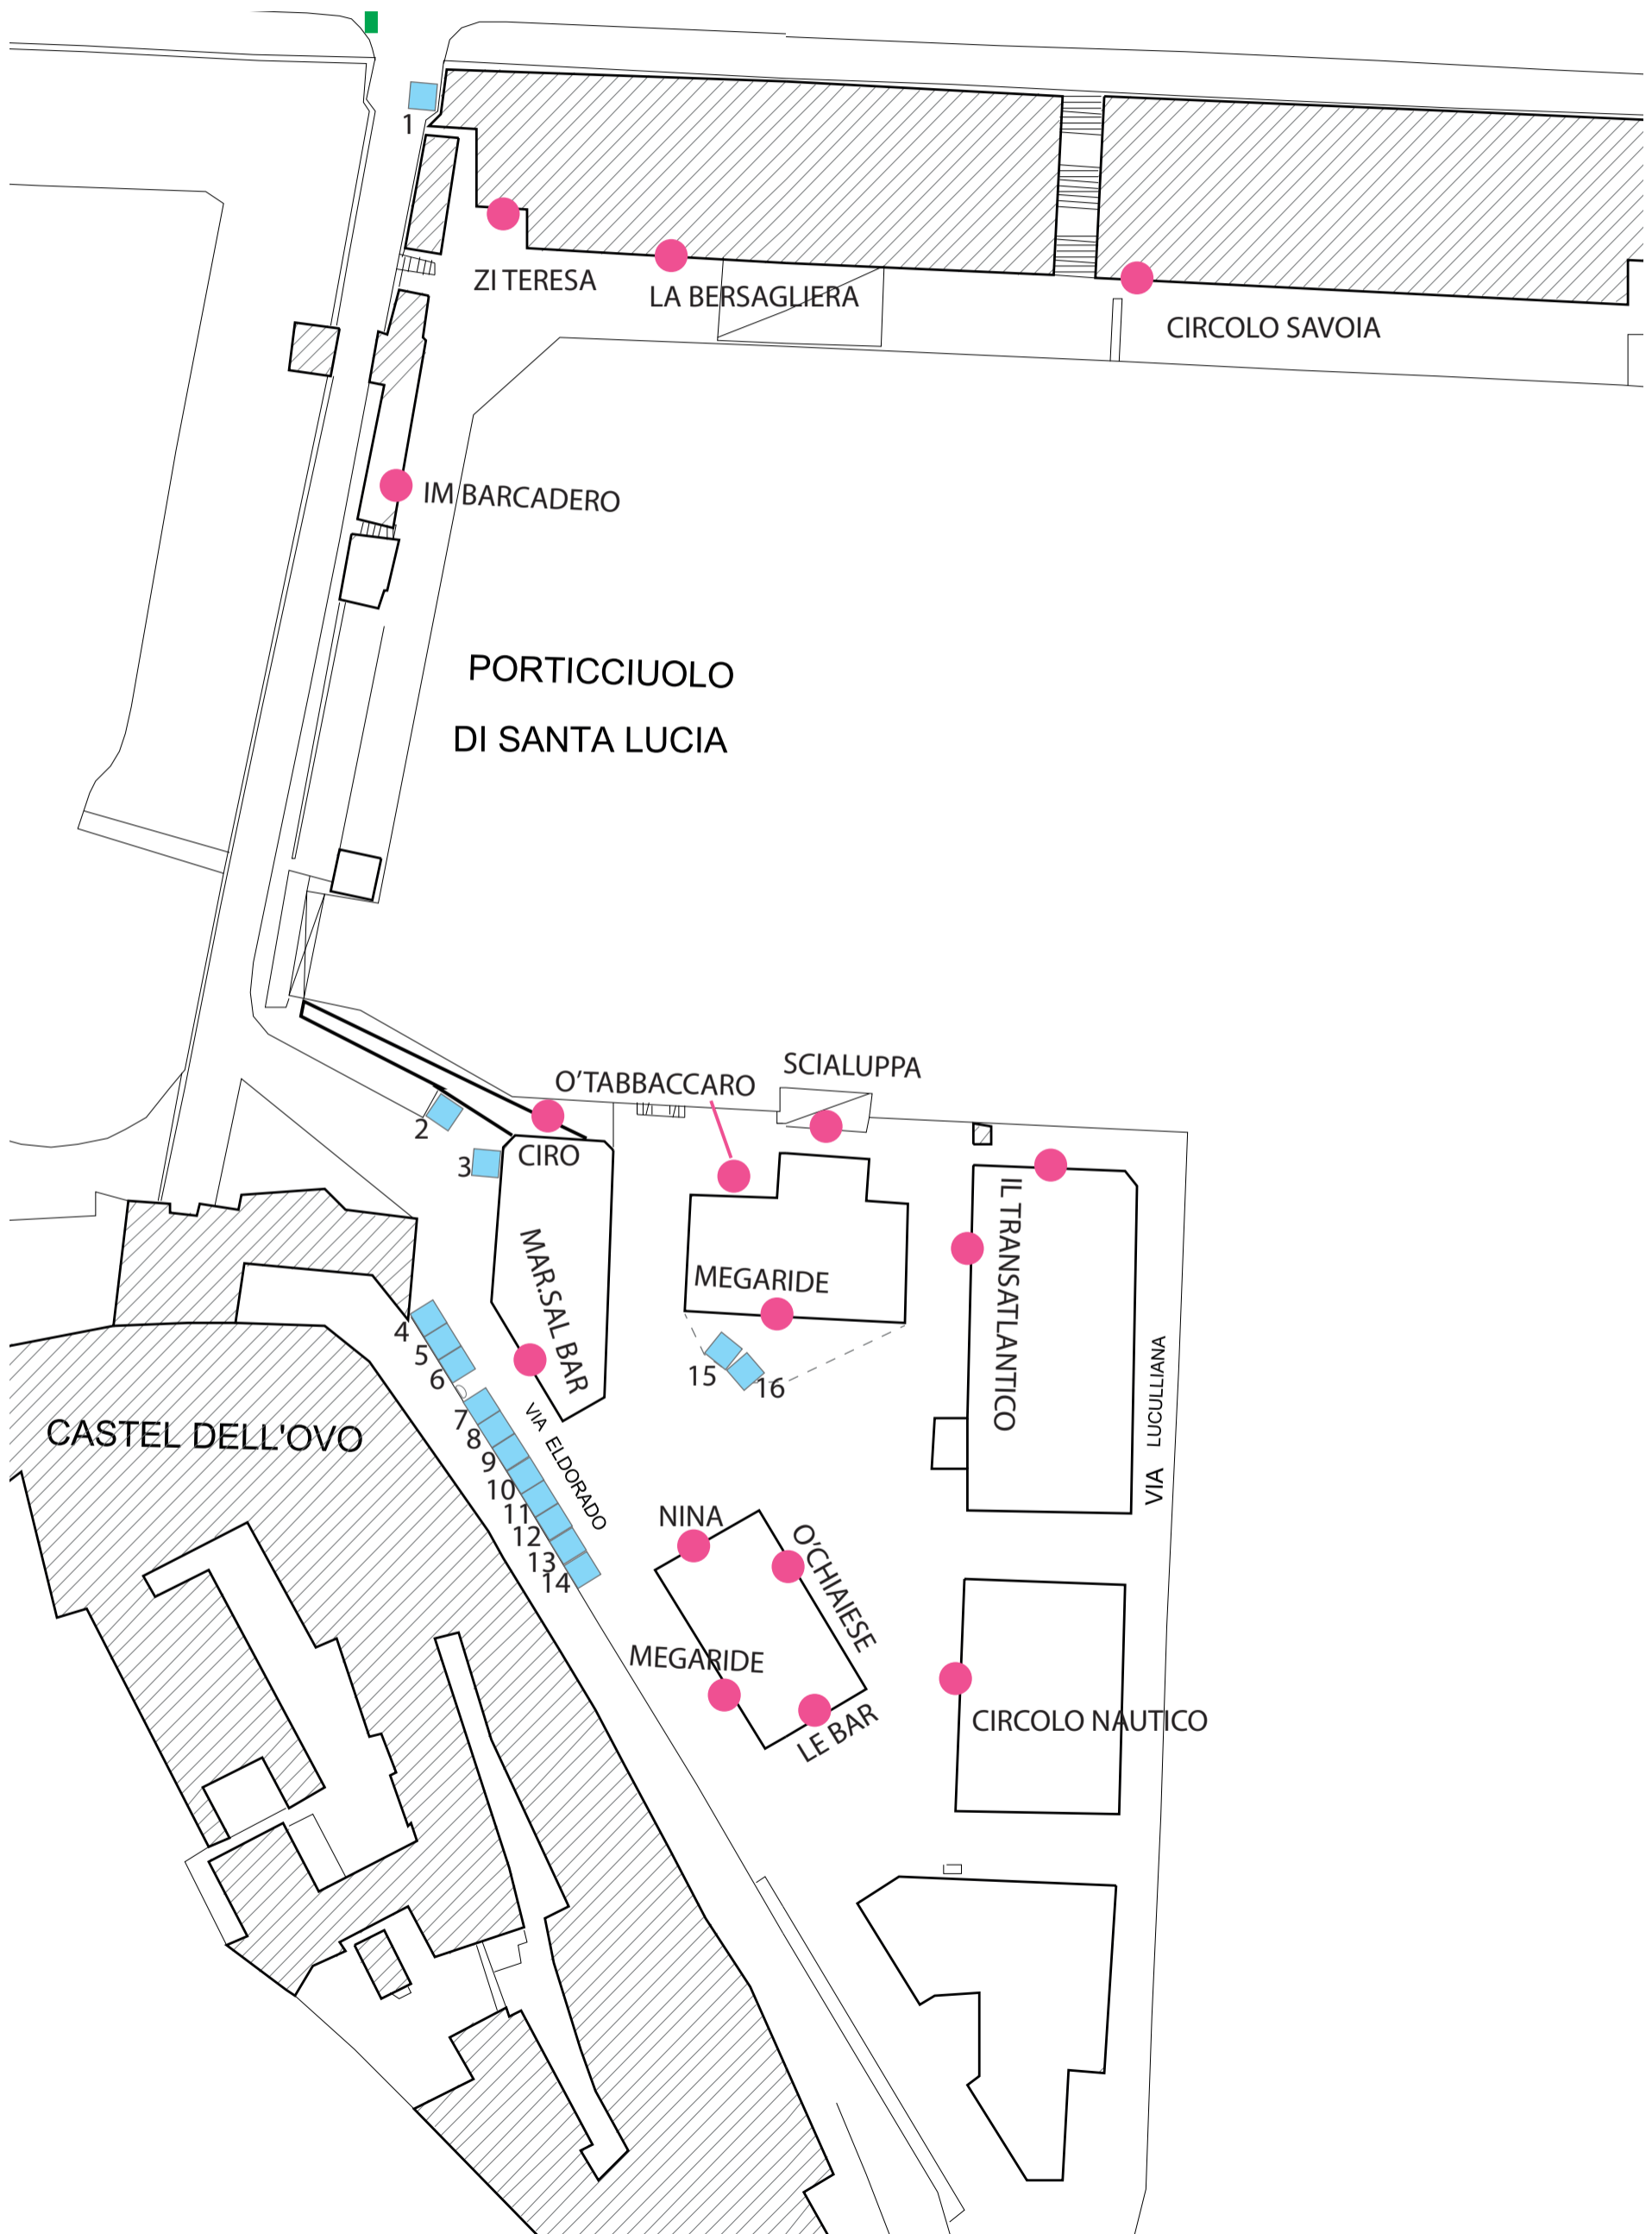 1
ZI TERESA
LA BERSAGLIERA
CIRCOLO SAVOIA
IM BARCADERO
PORTICCIUOLO
DI SANTA LUCIA
SCIALUPPA
O'TABBACCARO
2
CIRO
3
MAR.SAL BAR
MEGARIDE
IL TRANSATLANTICO
4
5
6
15
16
7
8
9
10
11
12
13
14
VIA ELDORADO
VIA LUCULLIANA
CASTEL DELL'OVO
NINA
O'CHIAIESE
MEGARIDE
LE BAR
CIRCOLO NAUTICO